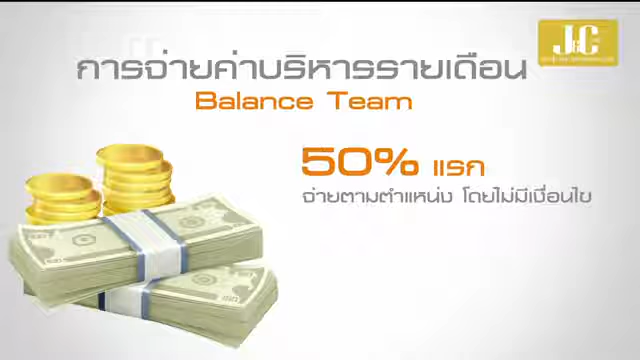 J&C
การจ่ายค่าบริหารรายเดือน
Balance Team
50% แรก
จ่ายตามตำแหน่ง โดยไม่มีเงื่อนไข